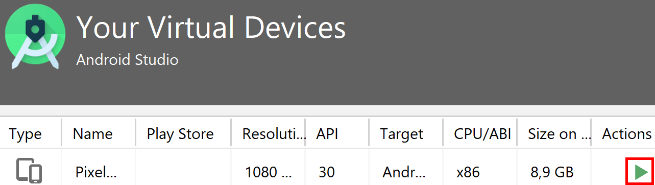 Your Virtual Devices
Android Studio
Type Name Play Store Resoluti... API Target CPU/ABI Size on ... Actions
Pixel... 1080 ... 30 Andr... x86 8,9 GB